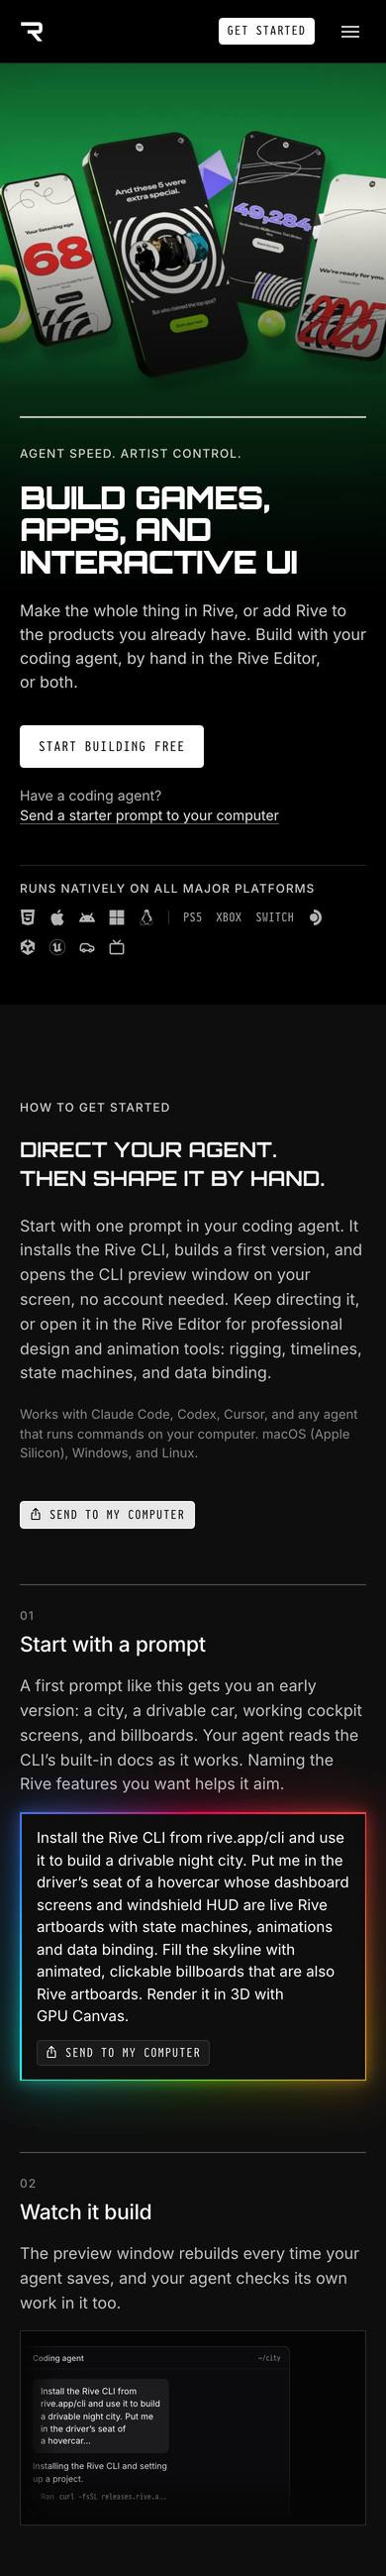 GET STARTED
Your listening age
68
And these 5 were
extra special.
But who claimed the top spot?
49,284
We're ready for you.
2025
AGENT SPEED. ARTIST CONTROL.
BUILD GAMES,
APPS, AND
INTERACTIVE UI
Make the whole thing in Rive, or add Rive to
the products you already have. Build with your
coding agent, by hand in the Rive Editor,
or both.
START BUILDING FREE
Have a coding agent?
Send a starter prompt to your computer
RUNS NATIVELY ON ALL MAJOR PLATFORMS
PS5 XBOX SWITCH
HOW TO GET STARTED
DIRECT YOUR AGENT.
THEN SHAPE IT BY HAND.
Start with one prompt in your coding agent. It
installs the Rive CLI, builds a first version, and
opens the CLI preview window on your
screen, no account needed. Keep directing it,
or open it in the Rive Editor for professional
design and animation tools: rigging, timelines,
state machines, and data binding.
Works with Claude Code, Codex, Cursor, and any agent
that runs commands on your computer. macOS (Apple
Silicon), Windows, and Linux.
SEND TO MY COMPUTER
01
Start with a prompt
A first prompt like this gets you an early
version: a city, a drivable car, working cockpit
screens, and billboards. Your agent reads the
CLI’s built-in docs as it works. Naming the
Rive features you want helps it aim.
Install the Rive CLI from rive.app/cli and use
it to build a drivable night city. Put me in the
driver’s seat of a hovercar whose dashboard
screens and windshield HUD are live Rive
artboards with state machines, animations
and data binding. Fill the skyline with
animated, clickable billboards that are also
Rive artboards. Render it in 3D with
GPU Canvas.
SEND TO MY COMPUTER
02
Watch it build
The preview window rebuilds every time your
agent saves, and your agent checks its own
work in it too.
Coding agent ~/city
Install the Rive CLI from
rive.app/cli and use it to build
a drivable night city. Put me
in the driver’s seat of
a hovercar…
Installing the Rive CLI and setting
up a project.
Ran curl -fsSL releases.rive.a…